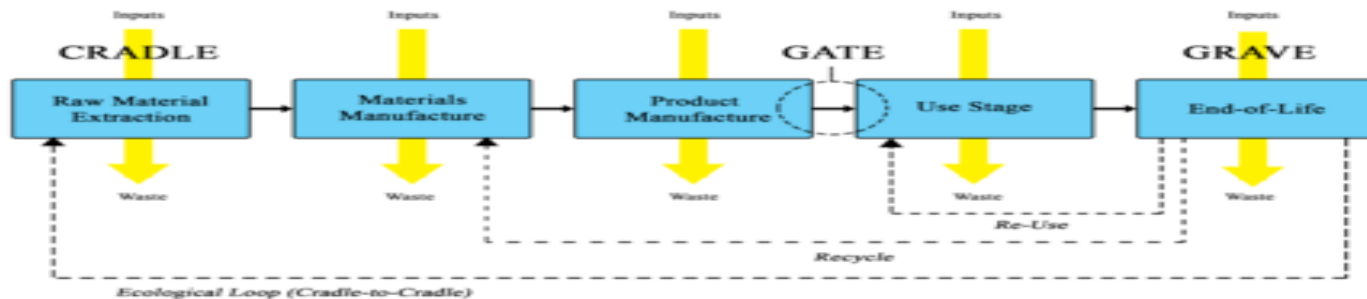 Inputs Inputs Inputs Inputs Inputs
CRADLE GATE GRAVE
Raw Material
Extraction
Materials
Manufacture
Product
Manufacture
Use Stage
End-of-Life
Waste Waste Waste Waste Waste
Re-Use
Recycle
Ecological Loop (Cradle-to-Cradle)